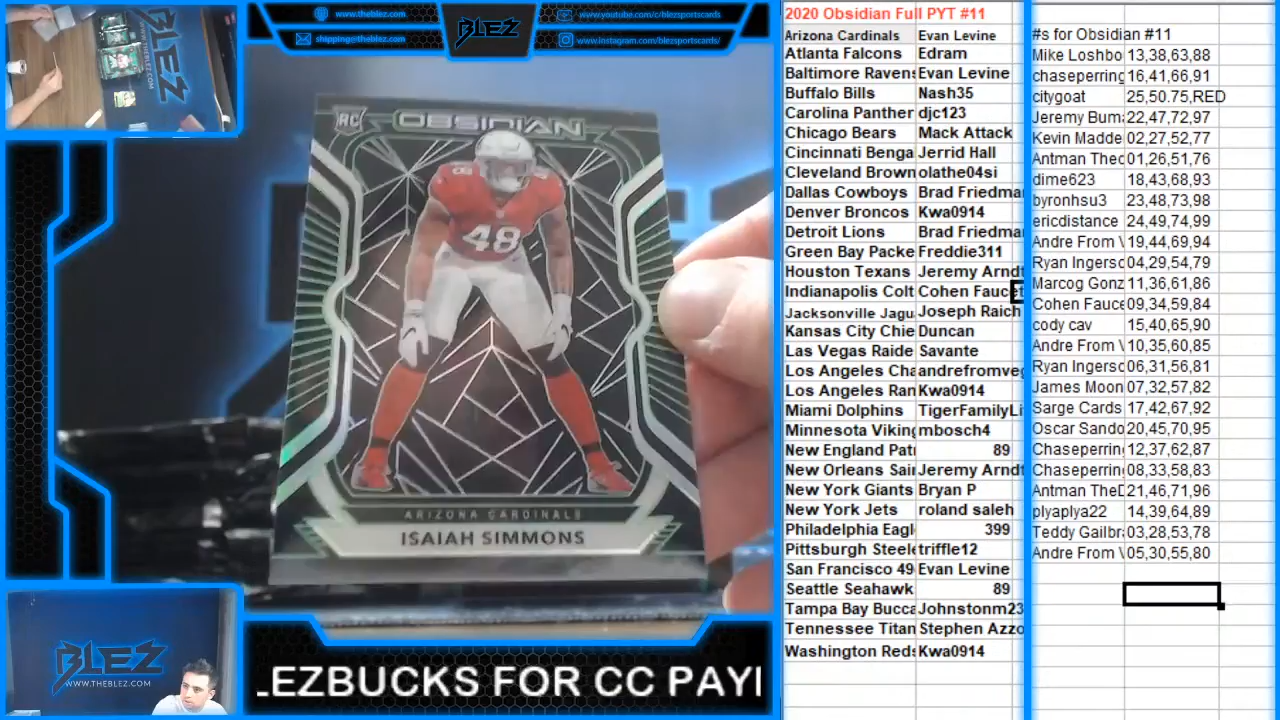 www.theblez.com
shipping@theblez.com
BLEZ
www.youtube.com/c/blezsportscards
www.instagram.com/blezsportscards/
BLEZ
WWW.THEBLEZ.COM
RC
OBSIDIAN
48
48
ARIZONA CARDINALS
ISAIAH SIMMONS
BLEZ
WWW.THEBLEZ.COM
EZBUCKS FOR CC PAYI
2020 Obsidian Full PYT #11
Arizona Cardinals Evan Levine
Atlanta Falcons Edram
Baltimore Ravens Evan Levine
Buffalo Bills Nash35
Carolina Panther djc123
Chicago Bears Mack Attack
Cincinnati Benga Jerrid Hall
Cleveland Brown olathe04si
Dallas Cowboys Brad Friedma
Denver Broncos Kwa0914
Detroit Lions Brad Friedma
Green Bay Packe Freddie311
Houston Texans Jeremy Arndt
Indianapolis Colt Cohen Faucet
Jacksonville Jagu Joseph Raich
Kansas City Chie Duncan
Las Vegas Raide Savante
Los Angeles Cha andrefromveg
Los Angeles Ran Kwa0914
Miami Dolphins TigerFamilyLi
Minnesota Viking mbosch4
New England Pat 89
New Orleans Sai Jeremy Arndt
New York Giants Bryan P
New York Jets roland saleh
Philadelphia Eagl 399
Pittsburgh Steele triffle12
San Francisco 49 Evan Levine
Seattle Seahawk 89
Tampa Bay Bucca Johnstonm23
Tennessee Titan Stephen Azzo
Washington Reds Kwa0914
#s for Obsidian #11
Mike Loshbo 13,38,63,88
chaseperring 16,41,66,91
citygoat 25,50.75,RED
Jeremy Buma 22,47,72,97
Kevin Madde 02,27,52,77
Antman Theo 01,26,51,76
dime623 18,43,68,93
byronhsu3 23,48,73,98
ericdistance 24,49,74,99
Andre From V 19,44,69,94
Ryan Ingerso 04,29,54,79
Marcog Gonz 11,36,61,86
Cohen Fauce 09,34,59,84
cody cav 15,40,65,90
Andre From V 10,35,60,85
Ryan Ingerso 06,31,56,81
James Moon 07,32,57,82
Sarge Cards 17,42,67,92
Oscar Sando 20,45,70,95
Chaseperring 12,37,62,87
Chaseperring 08,33,58,83
Antman TheD 21,46,71,96
plyaplya22 14,39,64,89
Teddy Gailbra 03,28,53,78
Andre From V 05,30,55,80